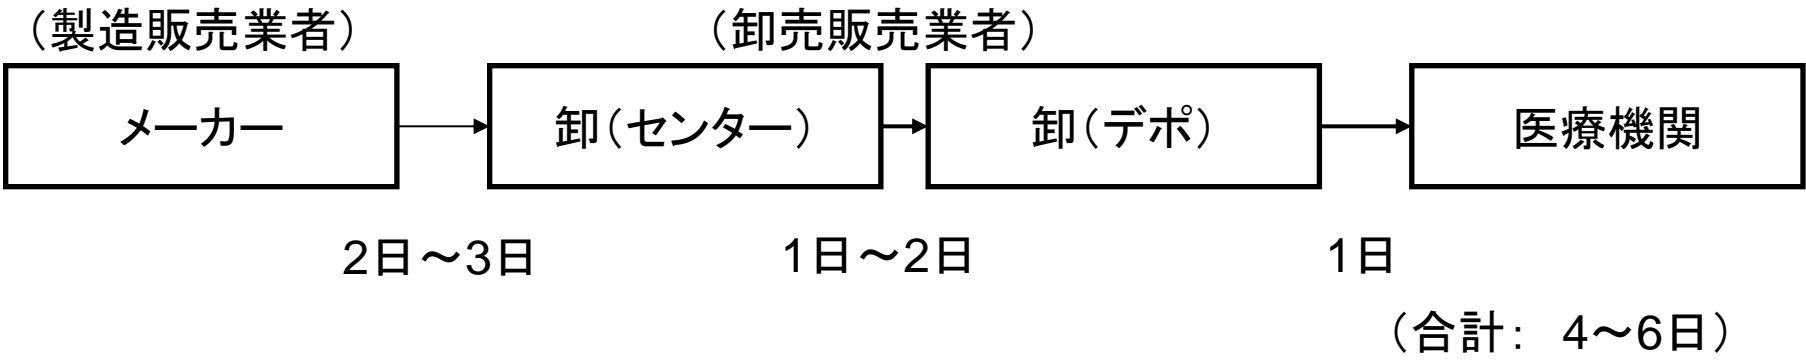 （製造販売業者）
（卸売販売業者）
メーカー
卸（センター）
卸（デポ）
医療機関
2日～3日
1日～2日
1日
（合計： 4～6日）